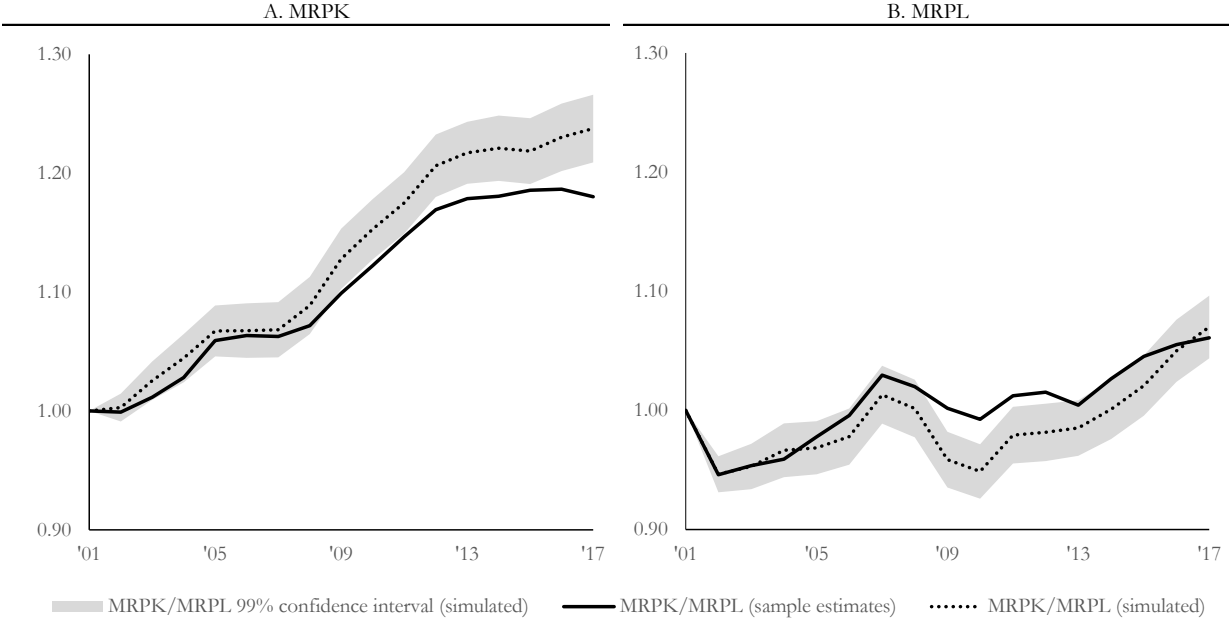 A. MRPK
B. MRPL
1.30
1.20
1.10
1.00
0.90
'01 '05 '09 '13 '17
1.30
1.20
1.10
1.00
0.90
'01 '05 '09 '13 '17
MRPK/MRPL 99% confidence interval (simulated) MRPK/MRPL (sample estimates) MRPK/MRPL (simulated)